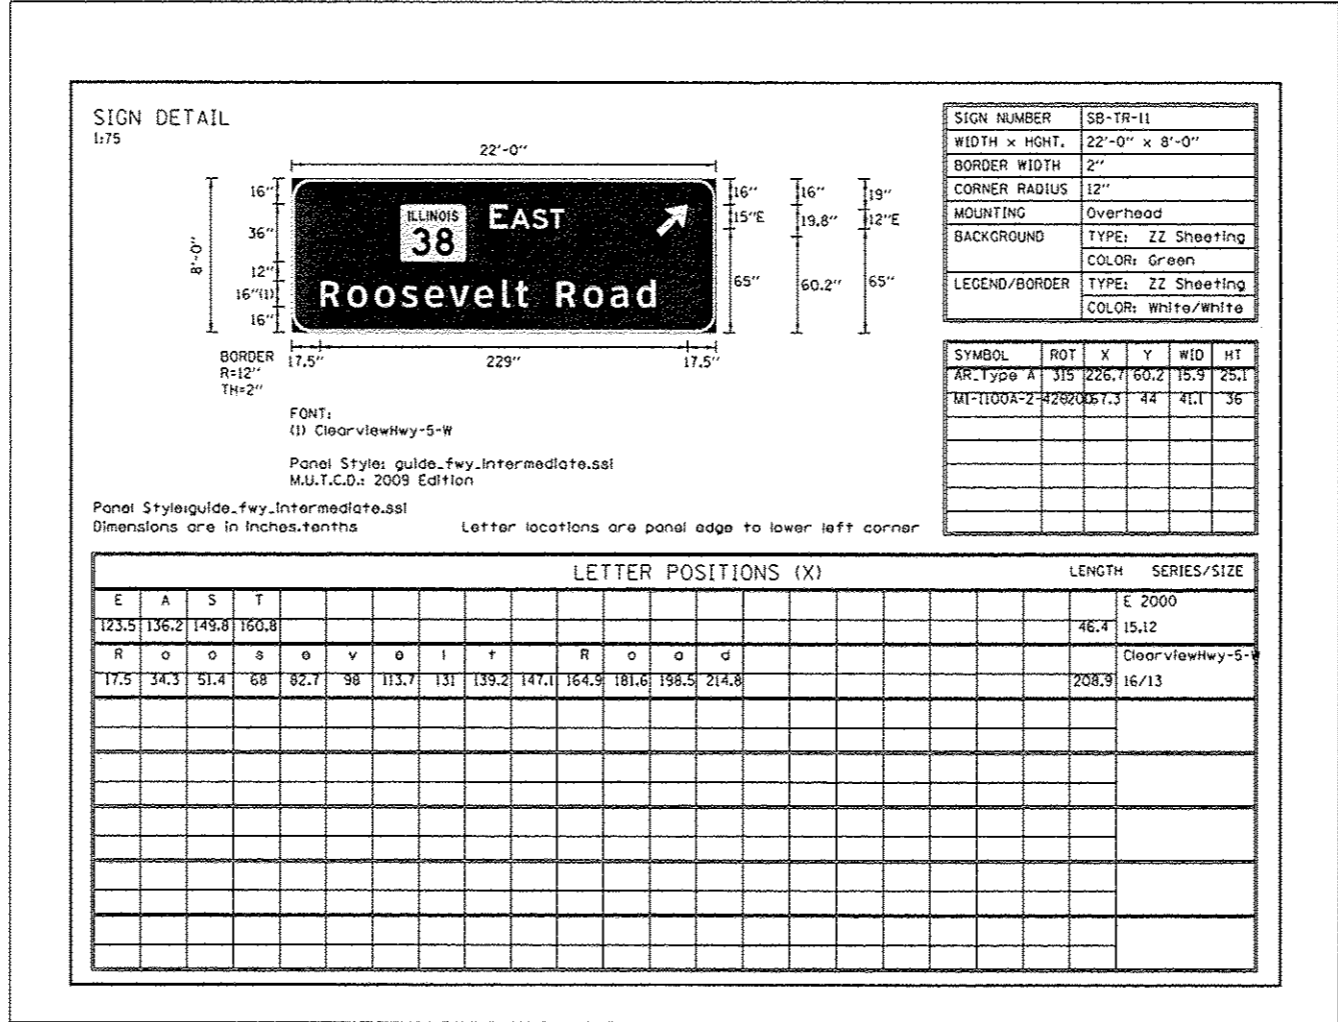 SIGN DETAIL
1:75
22'-0"
8'-0"
16"
36"
12"
16"(1)
16"
ILLINOIS
38
EAST
Roosevelt Road
16"
15"E
65"
16"
19.8"
60.2"
19"
12"E
65"
17.5"
229"
17.5"
BORDER
R=12"
TH=2"
FONT:
(1) ClearviewHwy-5-W
Panel Style: guide_fwy_intermediate.ssi
M.U.T.C.D.: 2009 Edition
Panel Style:guide_fwy_intermediate.ssi
Dimensions are in inches.tenths Letter locations are panel edge to lower left corner
SIGN NUMBER SB-TR-11
WIDTH x HGHT. 22'-0" x 8'-0"
BORDER WIDTH 2"
CORNER RADIUS 12"
MOUNTING Overhead
BACKGROUND TYPE: ZZ Sheeting
COLOR: Green
LEGEND/BORDER TYPE: ZZ Sheeting
COLOR: White/White
SYMBOL ROT X Y WID HT
AR_Type A 315 226.7 60.2 15.9 25.1
44 41.1 36
LETTER POSITIONS (X) LENGTH SERIES/SIZE
E A S T E 2000
123.5 136.2 149.8 160.8 46.4 15,12
R o o s e v e l t R o a d ClearviewHwy-5-W
17.5 34.3 51.4 68 82.7 98 113.7 131 139.2 147.1 164.9 181.6 198.5 214.8 208.9 16/13